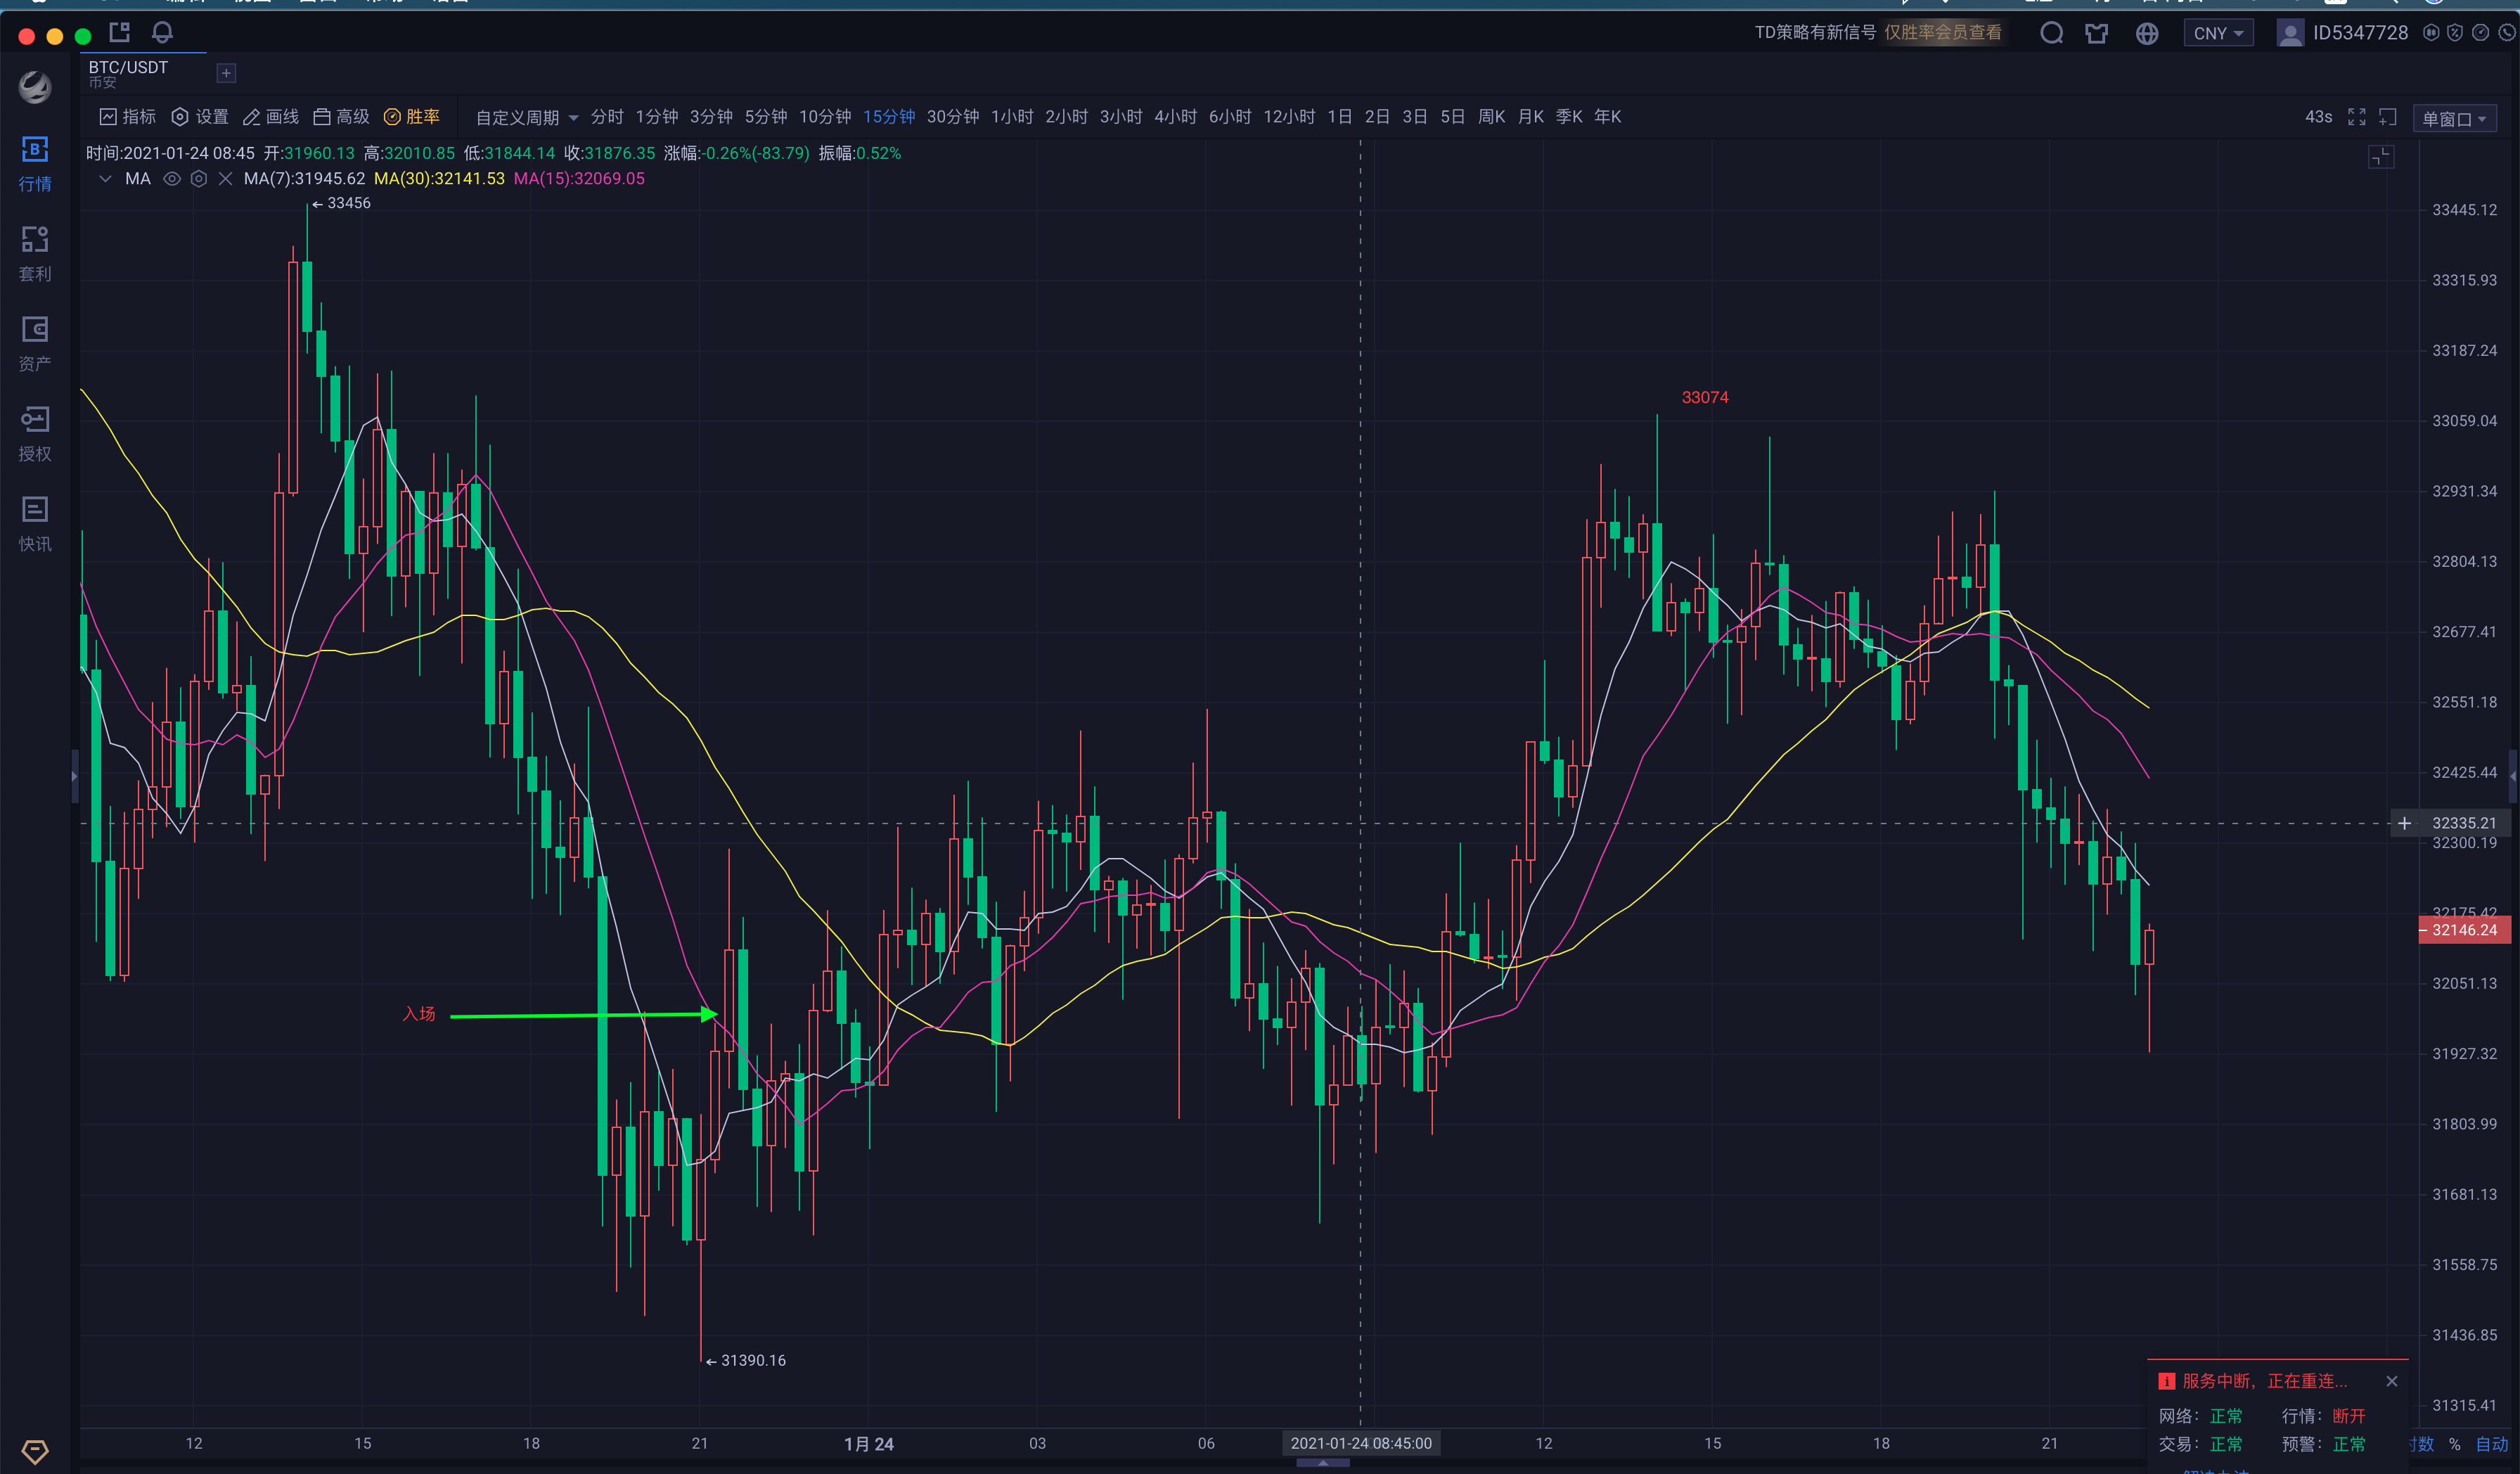 TD策略有新信号 仅胜率会员查看
CNY
ID5347728
BTC/USDT
币安
指标 设置 画线 高级 胜率 自定义周期 分时 1分钟 3分钟 5分钟 10分钟 15分钟 30分钟 1小时 2小时 3小时 4小时 6小时 12小时 1日 2日 3日 5日 周K 月K 季K 年K 43s 单窗口
时间:2021-01-24 08:45 开:31960.13 高:32010.85 低:31844.14 收:31876.35 涨幅:-0.26%(-83.79) 振幅:0.52%
MA MA(7):31945.62 MA(30):32141.53 MA(15):32069.05
行情
套利
资产
授权
快讯
33456
33074
入场
31390.16
33445.12
33315.93
33187.24
33059.04
32931.34
32804.13
32677.41
32551.18
32425.44
32335.21
32300.19
32175.42
32146.24
32051.13
31927.32
31803.99
31681.13
31558.75
31436.85
31315.41
服务中断，正在重连...
网络：正常 行情：断开
交易：正常 预警：正常
数 % 自动
12 15 18 21 1月 24 03 06 2021-01-24 08:45:00 12 15 18 21